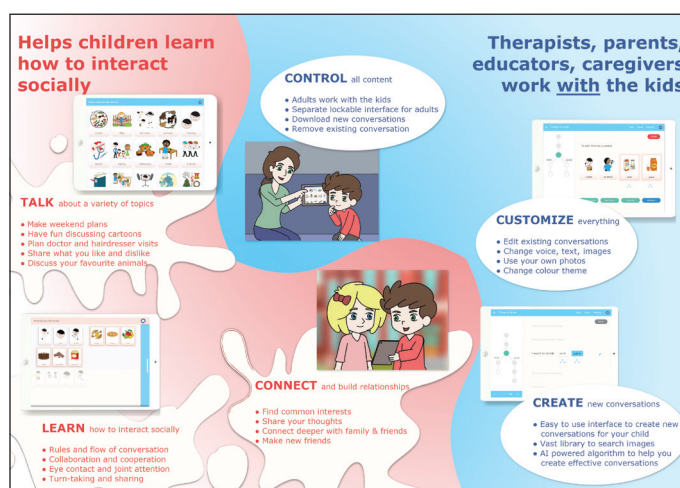 Helps children learn
how to interact
socially
TALK about a variety of topics
● Make weekend plans
● Have fun discussing cartoons
● Plan doctor and hairdresser visits
● Share what you like and dislike
● Discuss your favourite animals
LEARN how to interact socially
● Rules and flow of conversation
● Collaboration and cooperation
● Eye contact and joint attention
● Turn-taking and sharing
CONTROL all content
● Adults work with the kids
● Separate lockable interface for adults
● Download new conversations
● Remove existing conversation
CONNECT and build relationships
● Find common interests
● Share your thoughts
● Connect deeper with family & friends
● Make new friends
Therapists, parents,
educators, caregivers
work with the kids
CUSTOMIZE everything
● Edit existing conversations
● Change voice, text, images
● Use your own photos
● Change colour theme
CREATE new conversations
● Easy to use interface to create new
conversations for your child
● Vast library to search images
● AI powered algorithm to help you
create effective conversations